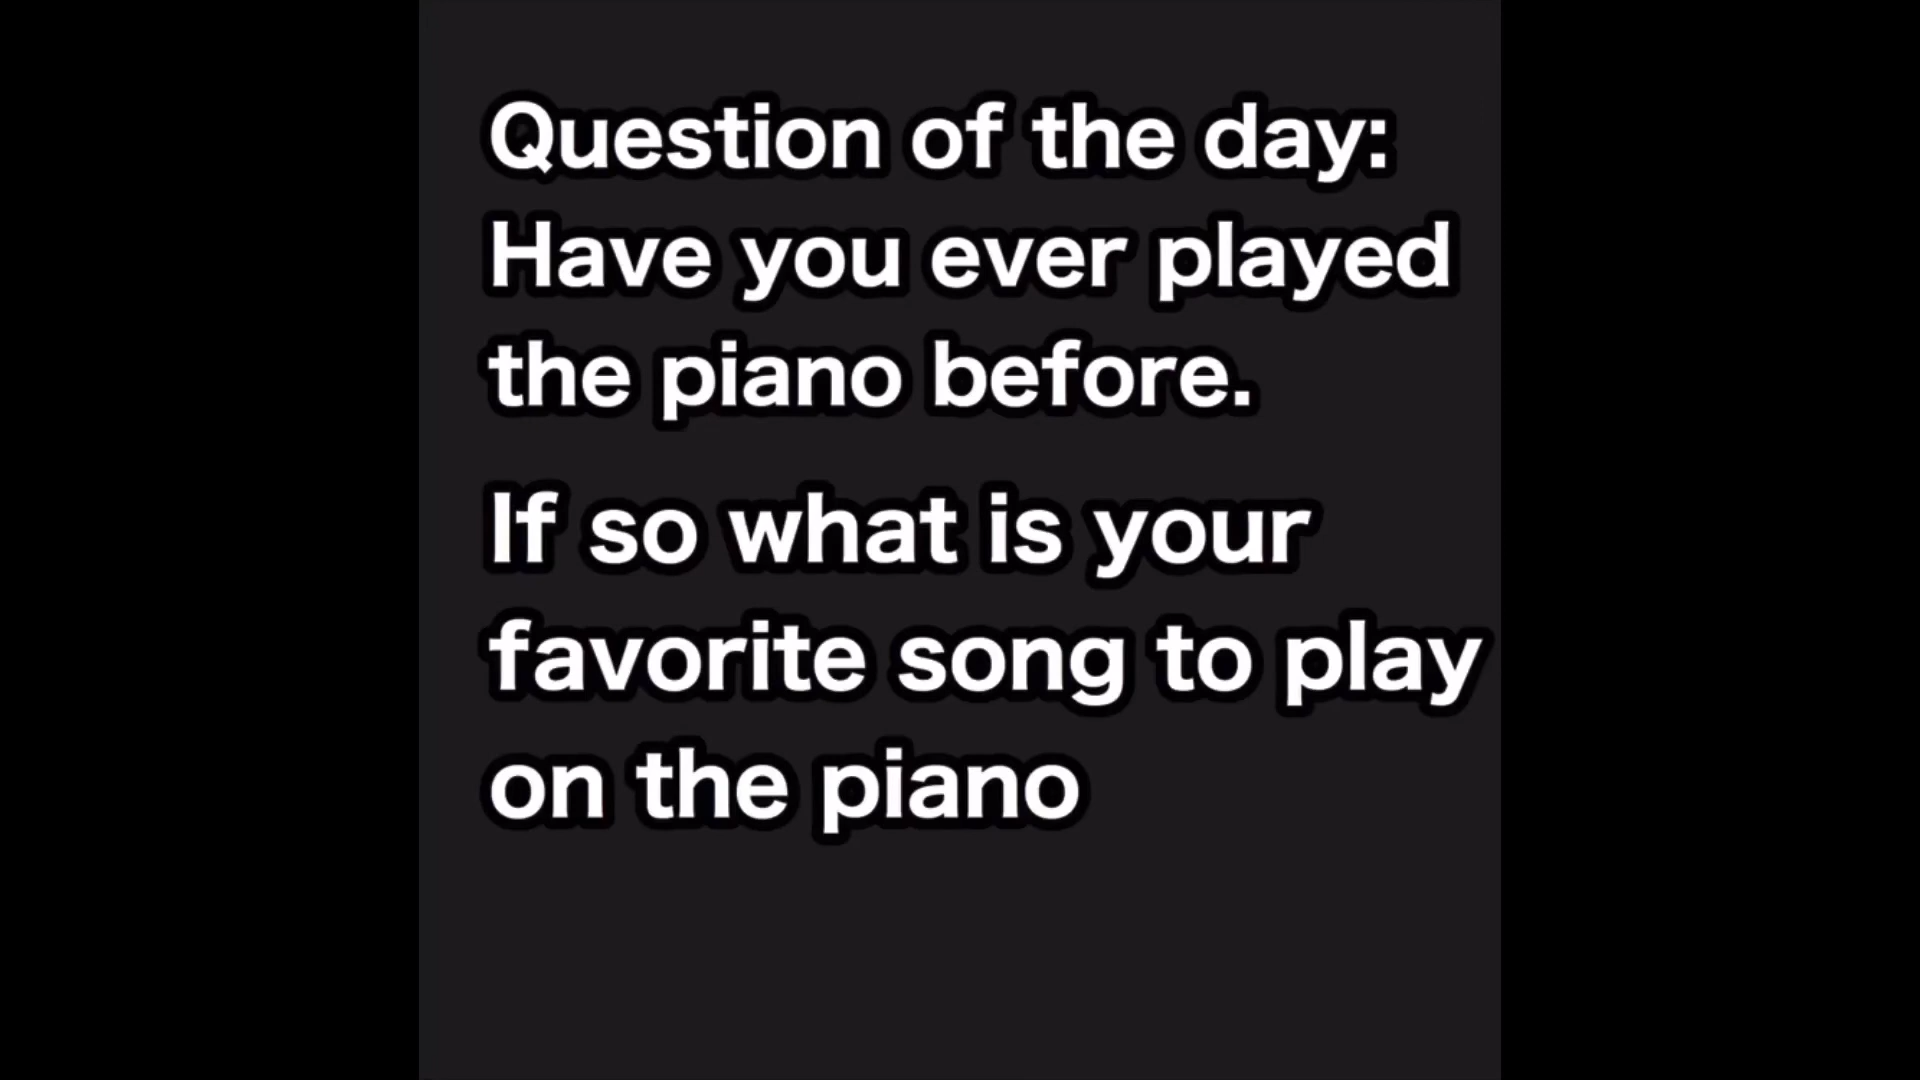 Question of the day:
Have you ever played
the piano before.
If so what is your
favorite song to play
on the piano